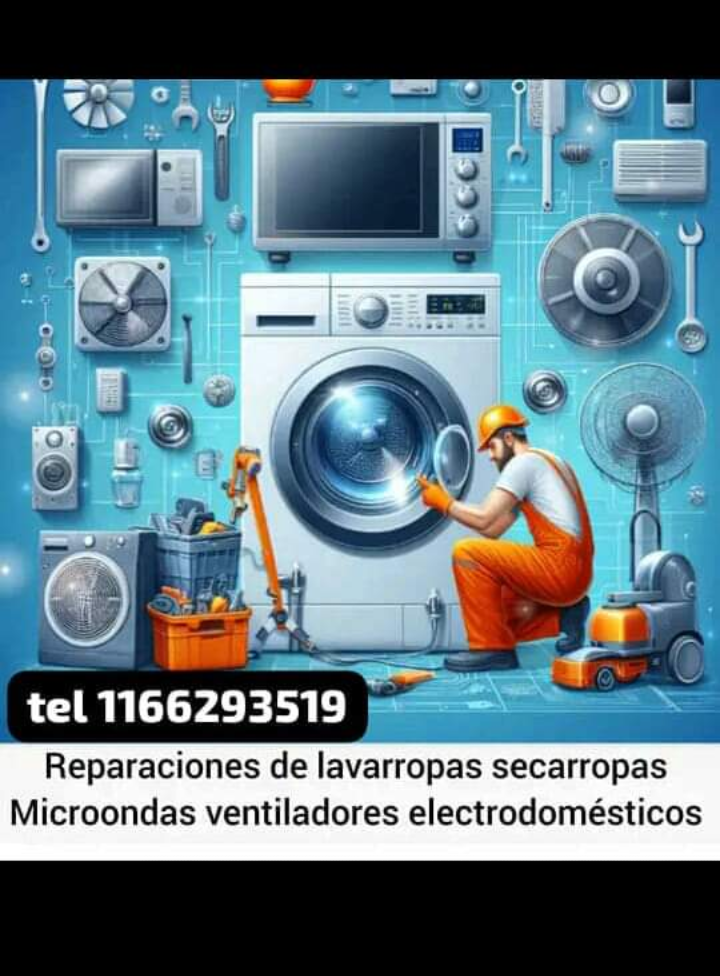 tel 1166293519
Reparaciones de lavarropas secarropas
Microondas ventiladores electrodomésticos